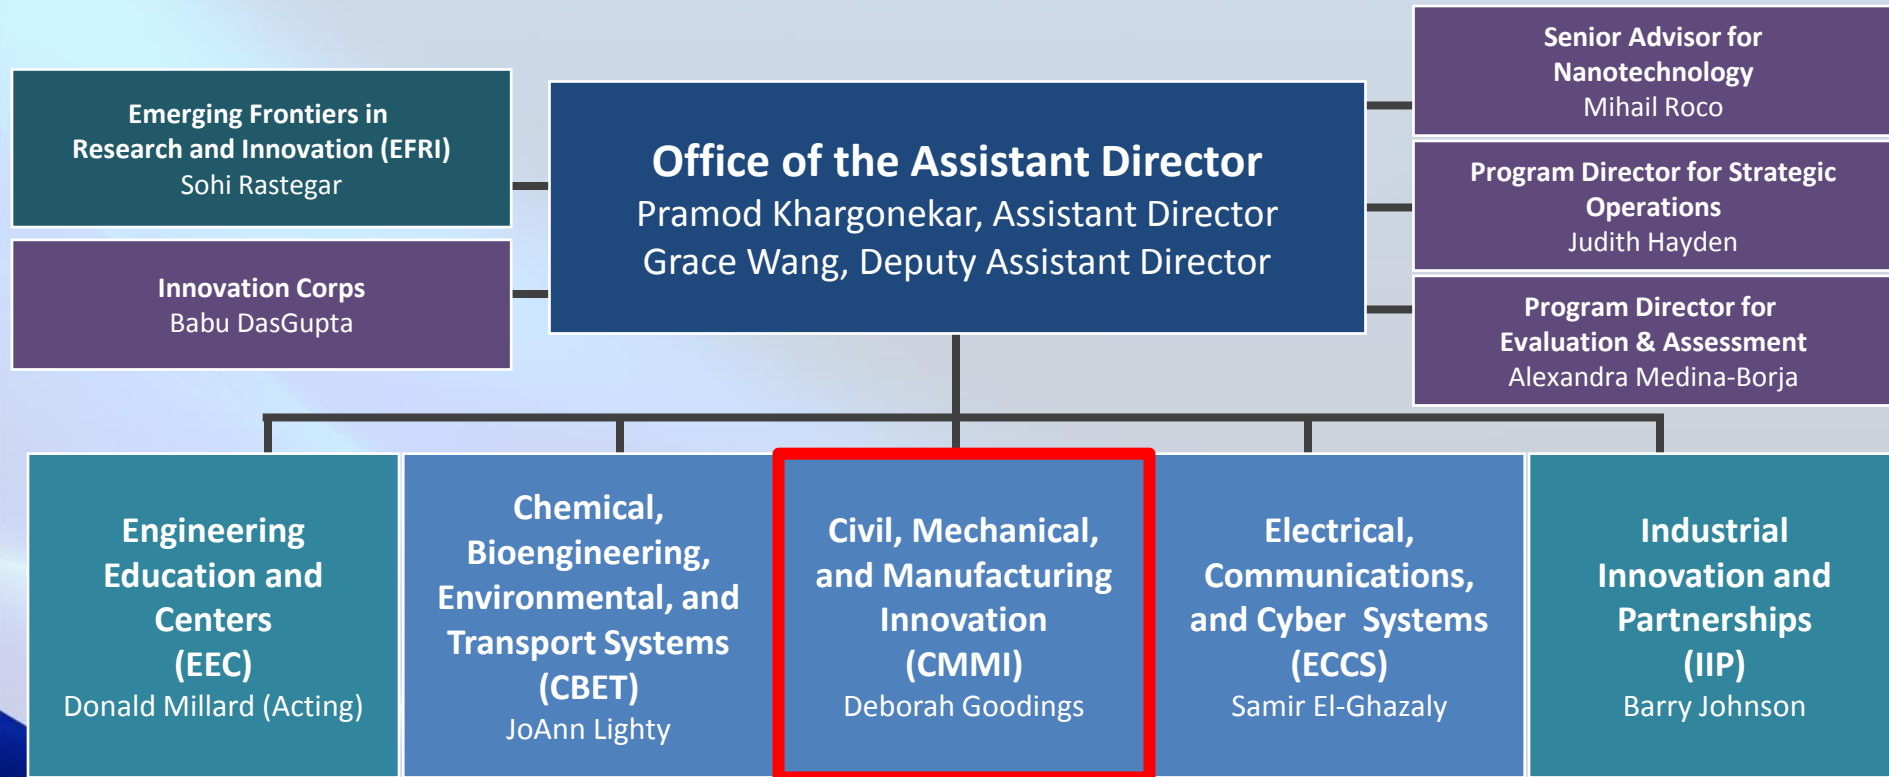 Emerging Frontiers in
Research and Innovation (EFRI)
Sohi Rastegar
Innovation Corps
Babu DasGupta
Office of the Assistant Director
Pramod Khargonekar, Assistant Director
Grace Wang, Deputy Assistant Director
Senior Advisor for
Nanotechnology
Mihail Roco
Program Director for Strategic
Operations
Judith Hayden
Program Director for
Evaluation & Assessment
Alexandra Medina-Borja
Engineering
Education and
Centers
(EEC)
Donald Millard (Acting)
Chemical,
Bioengineering,
Environmental, and
Transport Systems
(CBET)
JoAnn Lighty
Civil, Mechanical,
and Manufacturing
Innovation
(CMMI)
Deborah Goodings
Electrical,
Communications,
and Cyber Systems
(ECCS)
Samir El-Ghazaly
Industrial
Innovation and
Partnerships
(IIP)
Barry Johnson